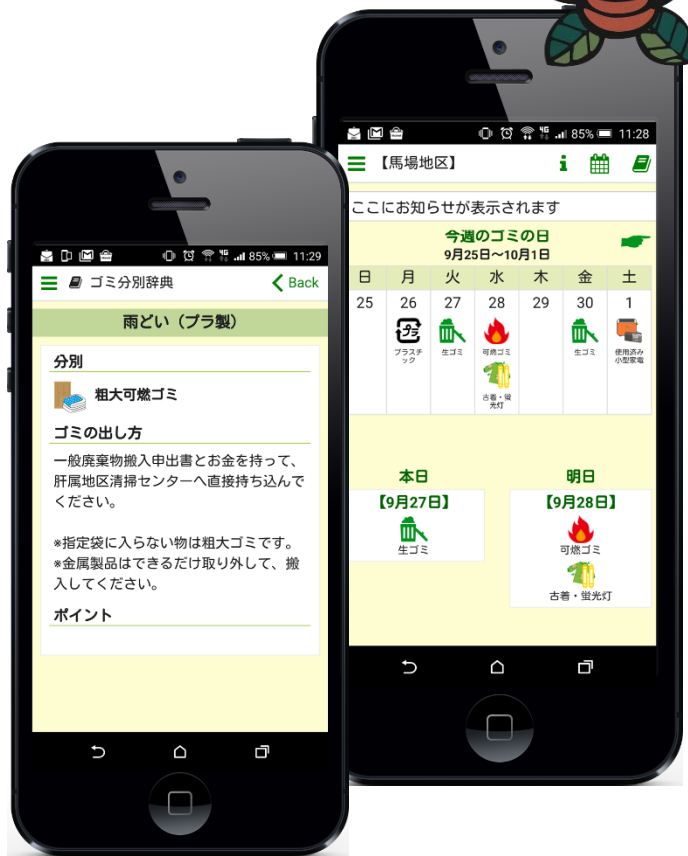 85% 11:29
ゴミ分別辞典 Back
雨どい（プラ製）
分別
粗大可燃ゴミ
ゴミの出し方
一般廃棄物搬入申出書とお金を持って、
肝属地区清掃センターへ直接持ち込んで
ください。
*指定袋に入らない物は粗大ゴミです。
*金属製品はできるだけ取り外して、搬
入してください。
ポイント
4G 85% 11:28
【馬場地区】
ここにお知らせが表示されます
今週のゴミの日
9月25日〜10月1日
日 月 火 水 木 金 土
25 26 27 28 29 30 1
プラ
プラスチ
ック
生ゴミ
可燃ゴミ
古着・蛍
光灯
生ゴミ
使用済み
小型家電
本日
【9月27日】
生ゴミ
明日
【9月28日】
可燃ゴミ
古着・蛍光灯